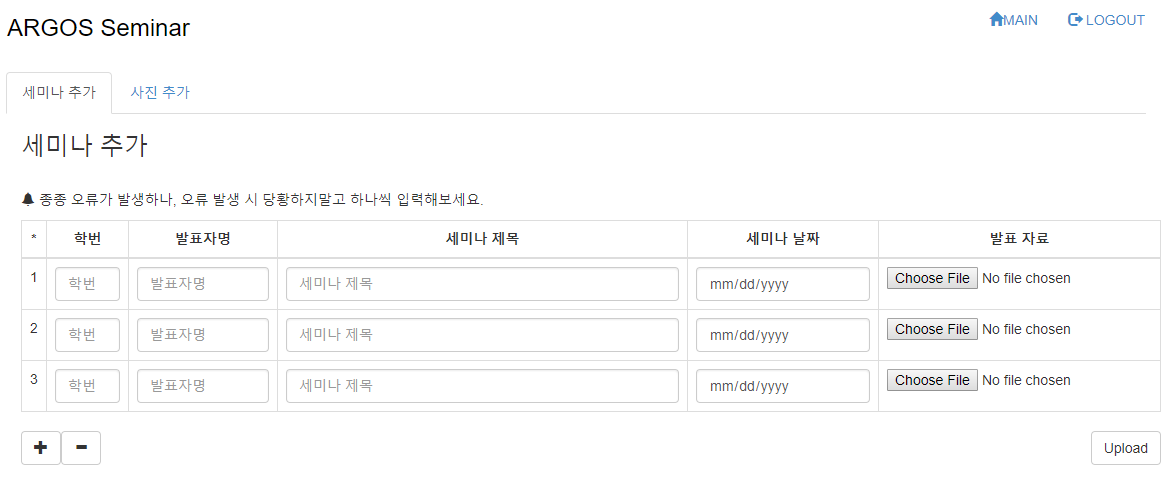 ARGOS Seminar
MAIN LOGOUT
세미나 추가 사진 추가
세미나 추가
종종 오류가 발생하나, 오류 발생 시 당황하지말고 하나씩 입력해보세요.
* 학번 발표자명 세미나 제목 세미나 날짜 발표 자료
1 학번 발표자명 세미나 제목 mm/dd/yyyy Choose File No file chosen
2 학번 발표자명 세미나 제목 mm/dd/yyyy Choose File No file chosen
3 학번 발표자명 세미나 제목 mm/dd/yyyy Choose File No file chosen
+ - Upload